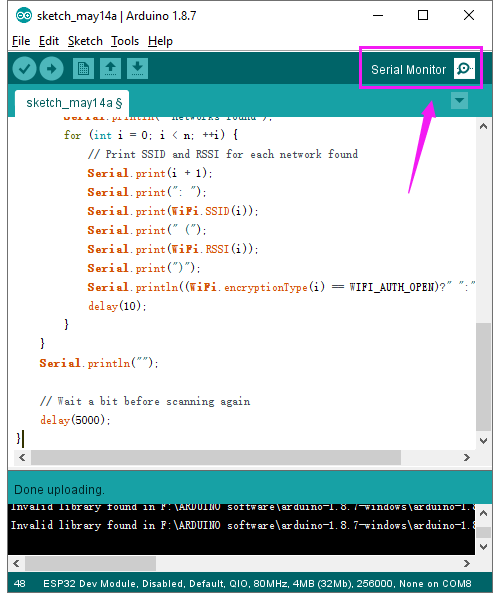 sketch_may14a | Arduino 1.8.7
File Edit Sketch Tools Help
Serial Monitor
sketch_may14a §
Serial.println(" networks found");
for (int i = 0; i < n; ++i) {
// Print SSID and RSSI for each network found
Serial.print(i + 1);
Serial.print(": ");
Serial.print(WiFi.SSID(i));
Serial.print(" (");
Serial.print(WiFi.RSSI(i));
Serial.print(")");
Serial.println((WiFi.encryptionType(i) == WIFI_AUTH_OPEN)?" ":"
delay(10);
}
}
Serial.println("");
// Wait a bit before scanning again
delay(5000);
}
Done uploading.
Invalid library found in F:\ARDUINO software\arduino-1.8.7-windows\arduino-1.8
Invalid library found in F:\ARDUINO software\arduino-1.8.7-windows\arduino-1.8
48 ESP32 Dev Module, Disabled, Default, QIO, 80MHz, 4MB (32Mb), 256000, None on COM8